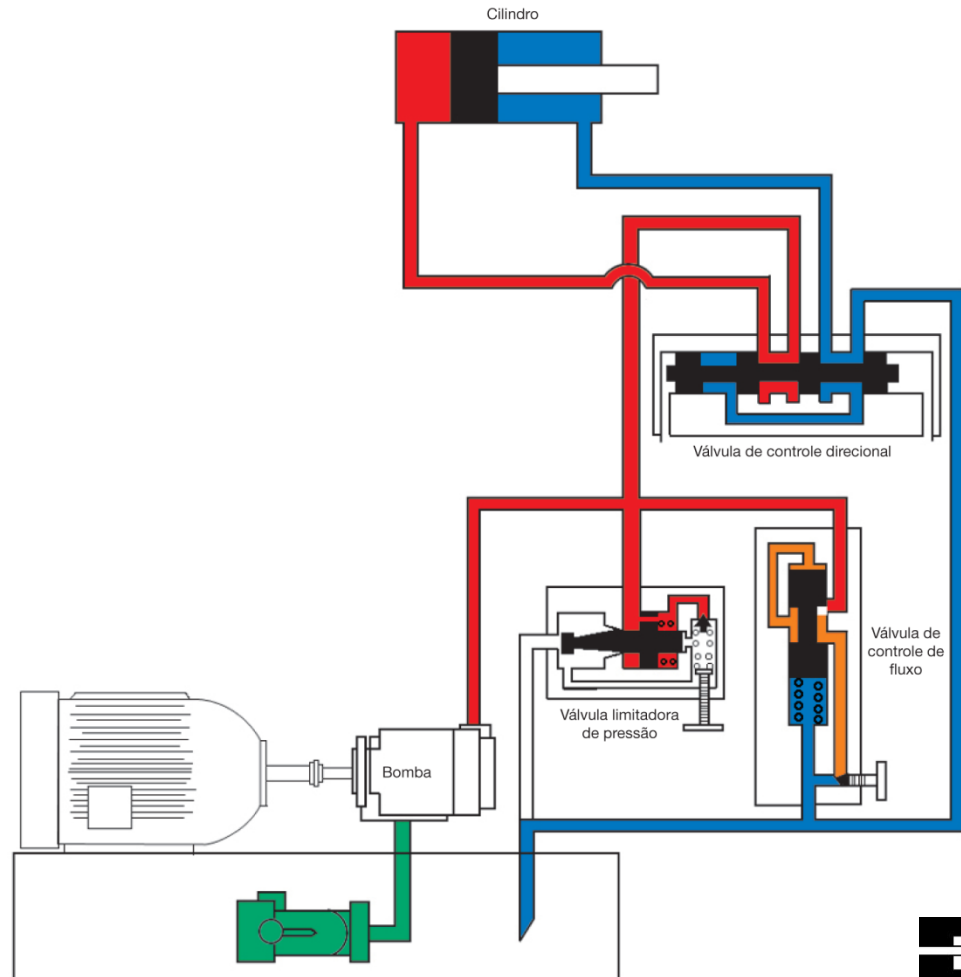 Cilindro
Válvula de controle direcional
Válvula de
controle de
fluxo
Válvula limitadora
de pressão
Bomba